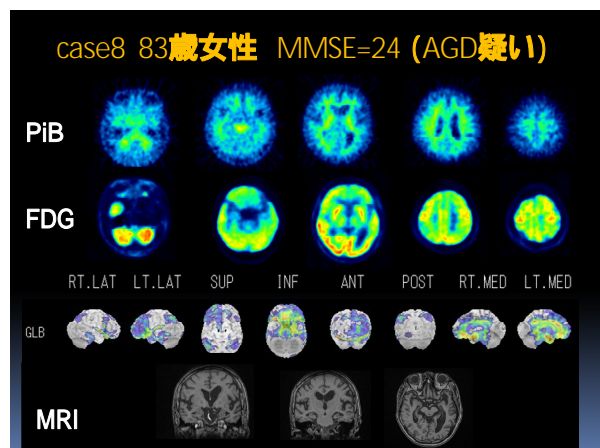 case8 83歳女性 MMSE=24 (AGD疑い)
PiB
FDG
RT.LAT LT.LAT SUP INF ANT POST RT.MED LT.MED
GLB
MRI